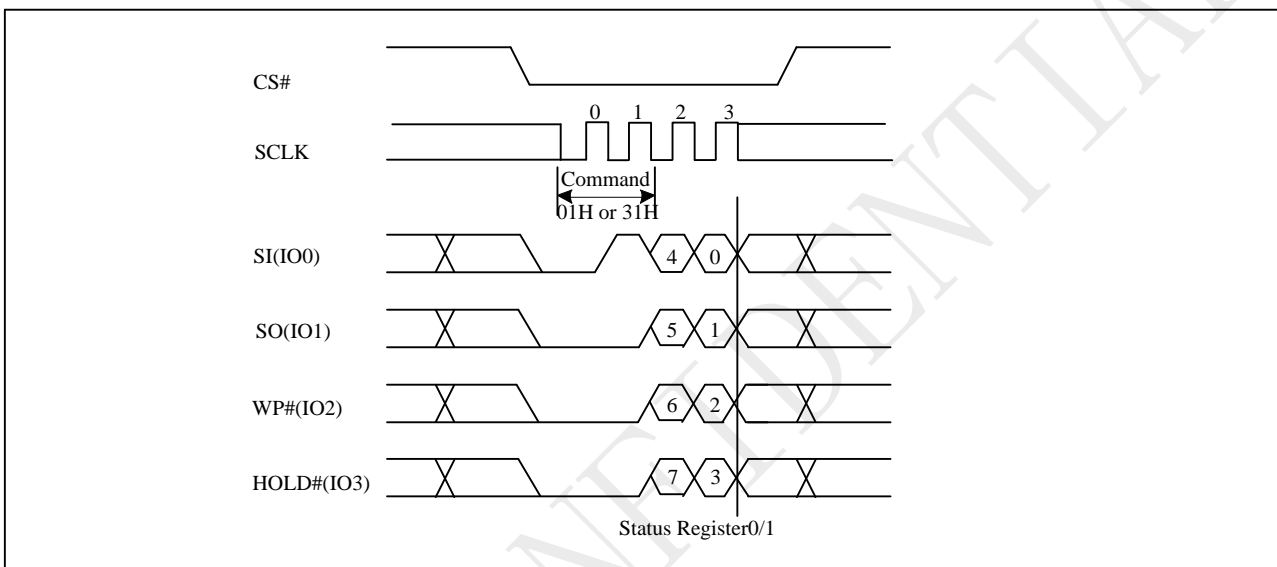 CS#
0 1 2 3
SCLK
Command
01H or 31H
SI(IO0)
4 0
SO(IO1)
5 1
WP#(IO2)
6 2
HOLD#(IO3)
7 3
Status Register0/1
NFIDENTIA